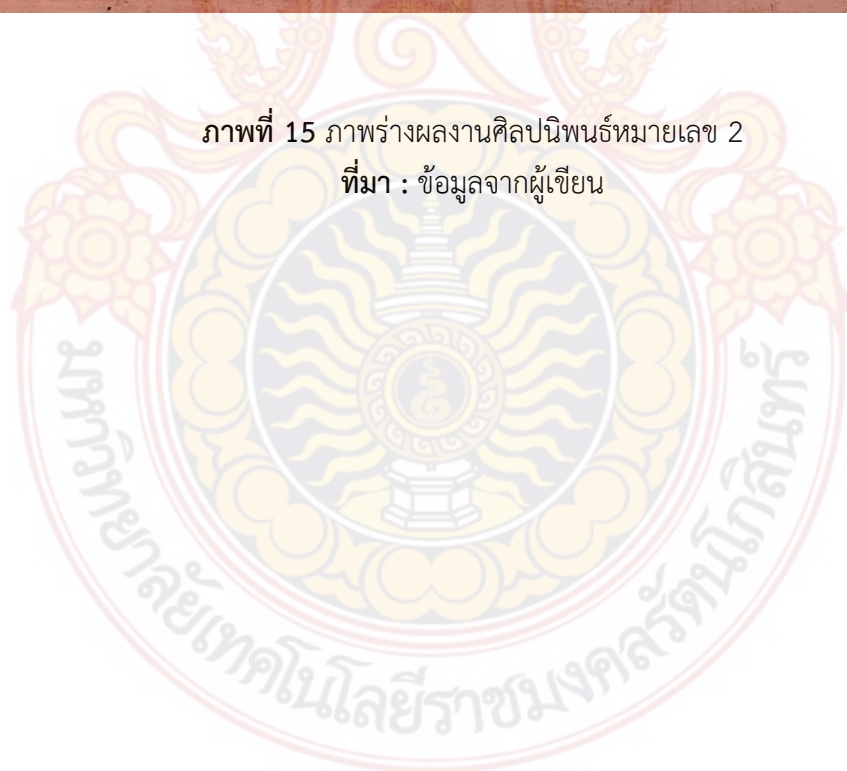 ภาพที่ 15 ภาพร่างผลงานศิลปนิพนธ์หมายเลข 2
ที่มา : ข้อมูลจากผู้เขียน
มหาวิทยาลัยเทคโนโลยีราชมงคลรัตนโกสินทร์